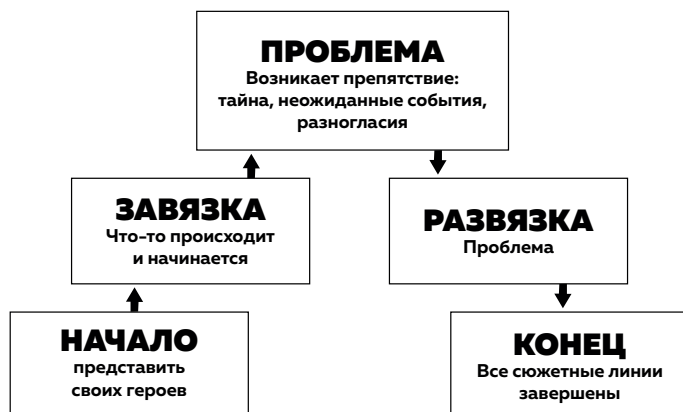 ПРОБЛЕМА
Возникает препятствие:
тайна, неожиданные события,
разногласия
ЗАВЯЗКА
Что-то происходит
и начинается
РАЗВЯЗКА
Проблема
НАЧАЛО
представить
своих героев
КОНЕЦ
Все сюжетные линии
завершены